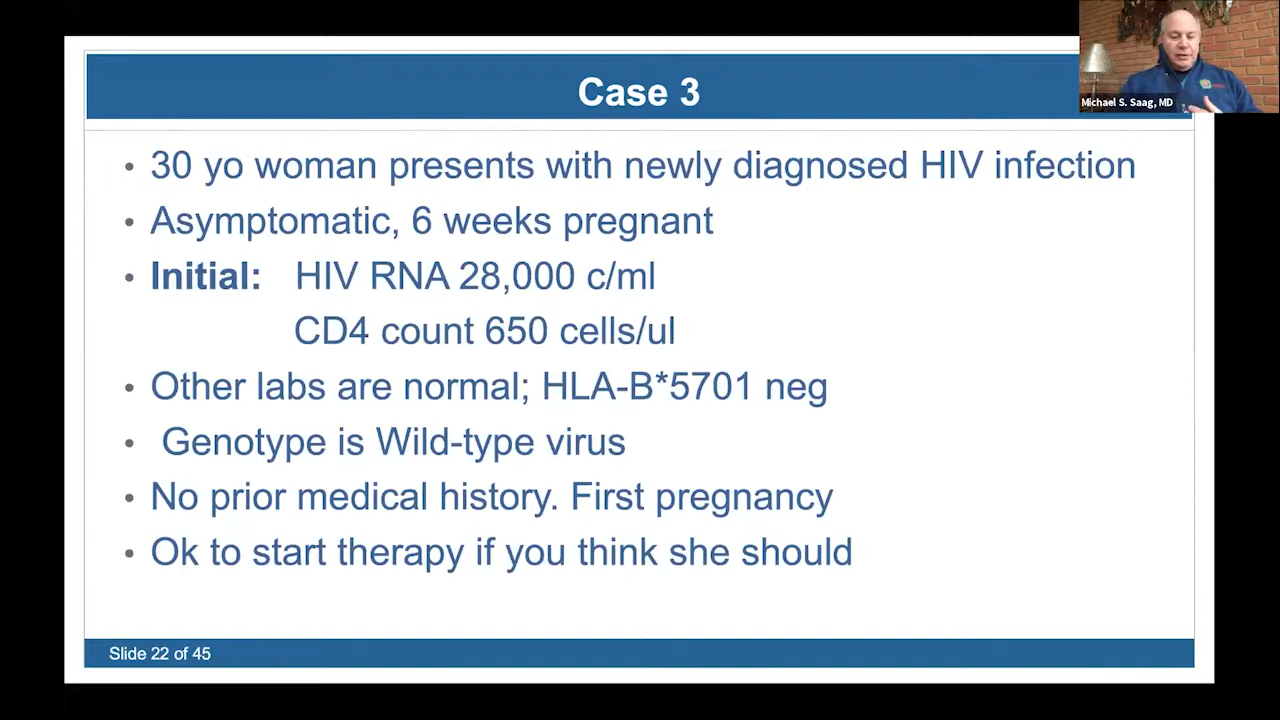 Case 3
Michael S. Saag, MD
• 30 yo woman presents with newly diagnosed HIV infection
• Asymptomatic, 6 weeks pregnant
• Initial: HIV RNA 28,000 c/ml
CD4 count 650 cells/ul
• Other labs are normal; HLA-B*5701 neg
• Genotype is Wild-type virus
• No prior medical history. First pregnancy
• Ok to start therapy if you think she should
Slide 22 of 45